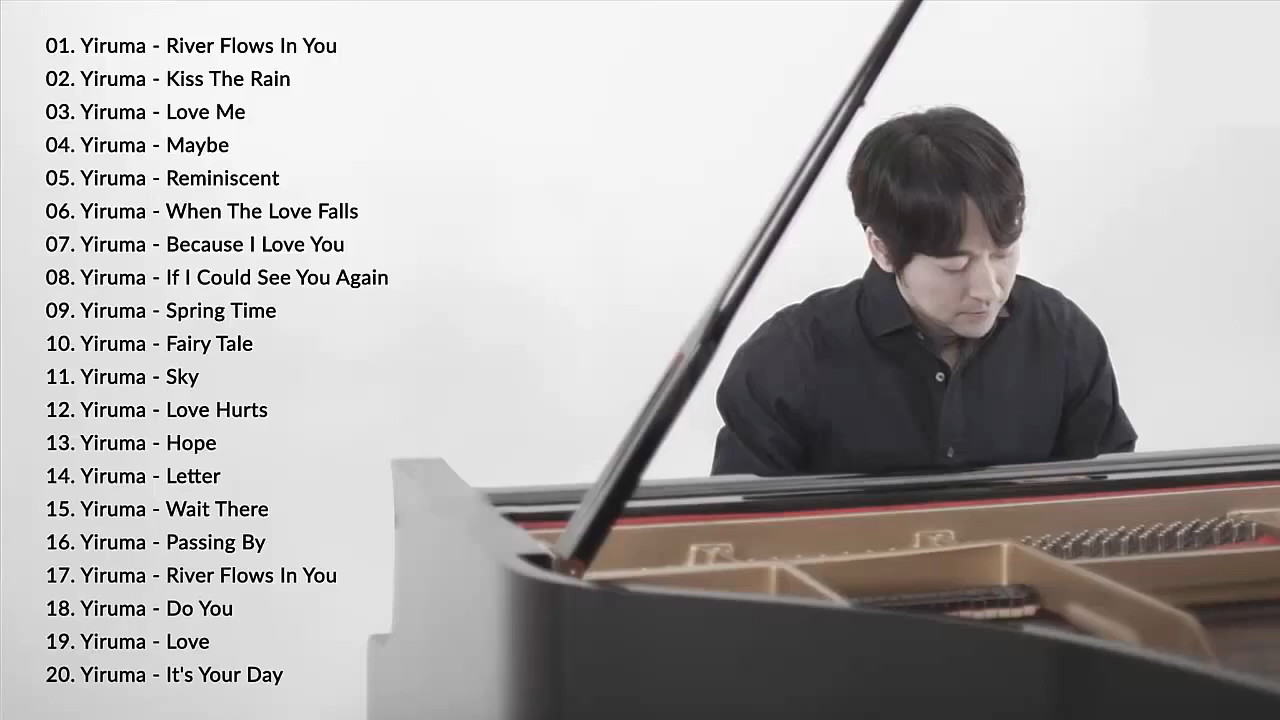 01. Yiruma - River Flows In You
02. Yiruma - Kiss The Rain
03. Yiruma - Love Me
04. Yiruma - Maybe
05. Yiruma - Reminiscent
06. Yiruma - When The Love Falls
07. Yiruma - Because I Love You
08. Yiruma - If I Could See You Again
09. Yiruma - Spring Time
10. Yiruma - Fairy Tale
11. Yiruma - Sky
12. Yiruma - Love Hurts
13. Yiruma - Hope
14. Yiruma - Letter
15. Yiruma - Wait There
16. Yiruma - Passing By
17. Yiruma - River Flows In You
18. Yiruma - Do You
19. Yiruma - Love
20. Yiruma - It's Your Day